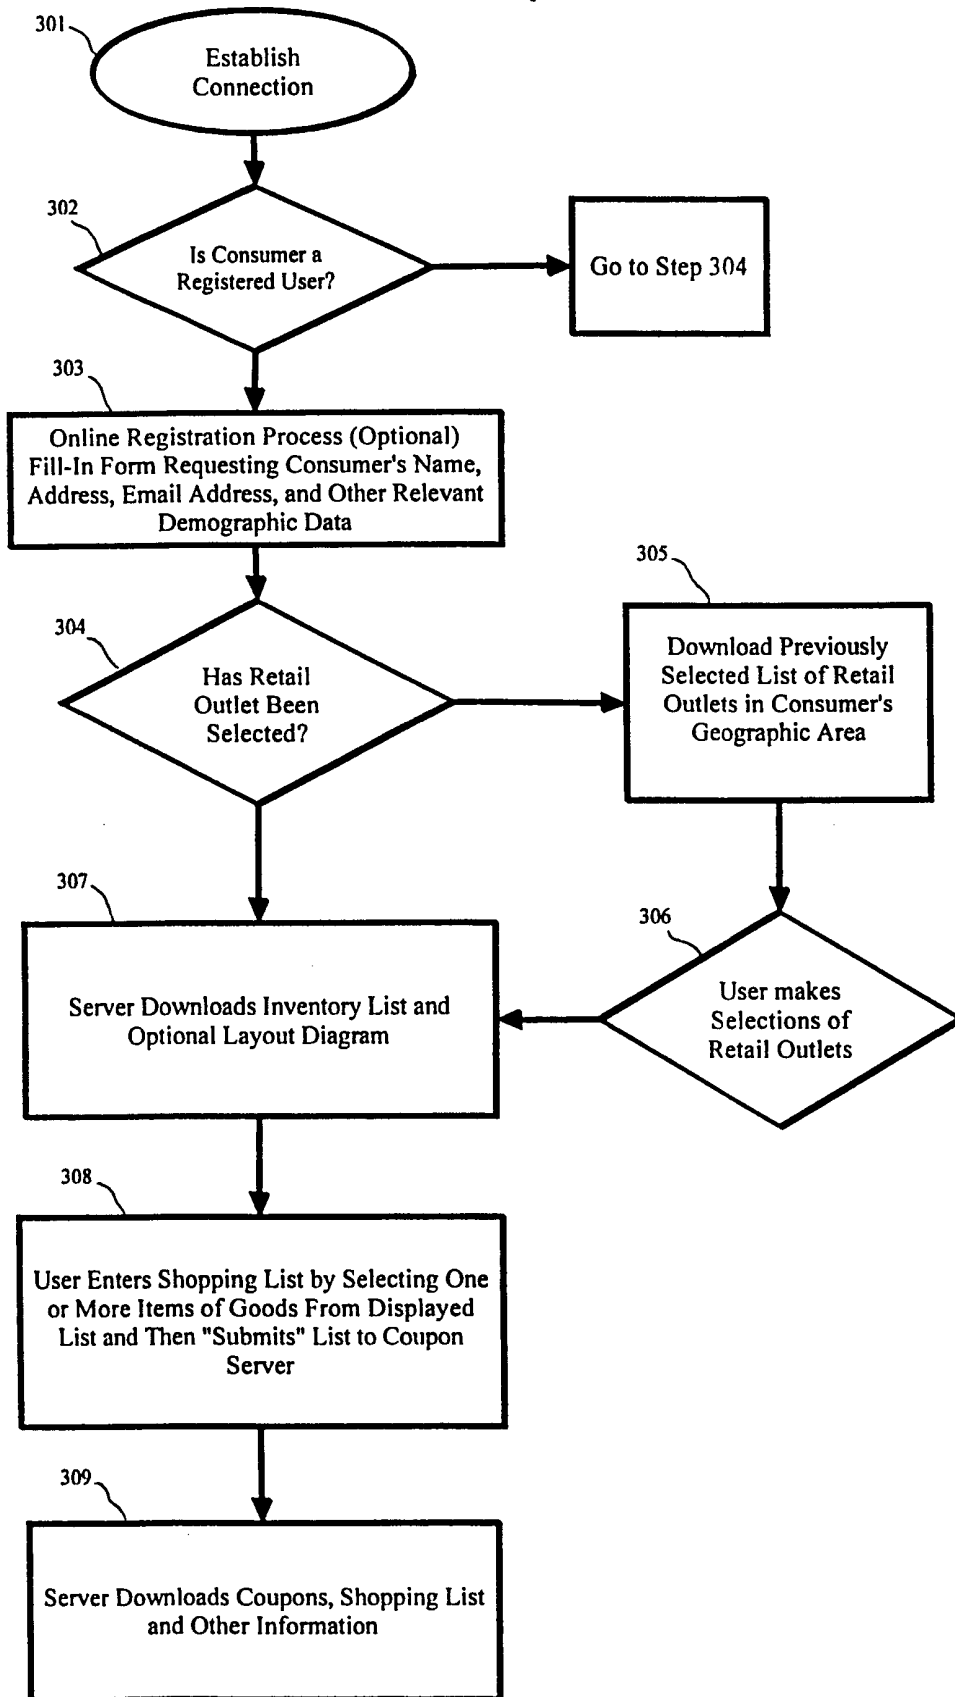 301
Establish
Connection
302
Is Consumer a
Registered User?
Go to Step 304
303
Online Registration Process (Optional)
Fill-In Form Requesting Consumer's Name,
Address, Email Address, and Other Relevant
Demographic Data
304
Has Retail
Outlet Been
Selected?
305
Download Previously
Selected List of Retail
Outlets in Consumer's
Geographic Area
306
User makes
Selections of
Retail Outlets
307
Server Downloads Inventory List and
Optional Layout Diagram
308
User Enters Shopping List by Selecting One
or More Items of Goods From Displayed
List and Then "Submits" List to Coupon
Server
309
Server Downloads Coupons, Shopping List
and Other Information